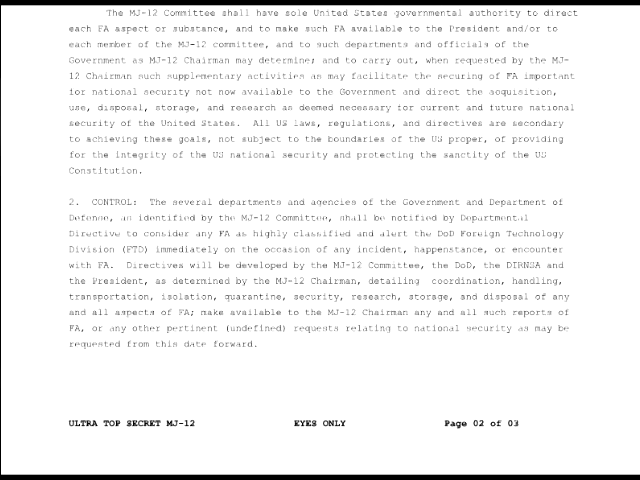 The MJ-12 Committee shall have sole United States governmental authority to direct
each FA aspect or substance, and to make such FA available to the President and/or to
each member of the MJ-12 committee, and to such departments and officials of the
Government as MJ-12 Chairman may determine; and to carry out, when requested by the MJ-
12 Chairman such supplementary activities as may facilitate the securing of FA important
for national security not now available to the Government and direct the acquisition,
use, disposal, storage, and research as deemed necessary for current and future national
security of the United States. All US laws, regulations, and directives are secondary
to achieving these goals, not subject to the boundaries of the US proper, of providing
for the integrity of the US national security and protecting the sanctity of the US
Constitution.
2. CONTROL: The several departments and agencies of the Government and Department of
Defense, as identified by the MJ-12 Committee, shall be notified by Departmental
Directive to consider any FA as highly classified and alert the DoD Foreign Technology
Division (FTD) immediately on the occasion of any incident, happenstance, or encounter
with FA. Directives will be developed by the MJ-12 Committee, the DoD, the DIRNSA and
the President, as determined by the MJ-12 Chairman, detailing coordination, handling,
transportation, isolation, quarantine, security, research, storage, and disposal of any
and all aspects of FA; make available to the MJ-12 Chairman any and all such reports of
FA, or any other pertinent (undefined) requests relating to national security as may be
requested from this date forward.
ULTRA TOP SECRET MJ-12 EYES ONLY Page 02 of 03